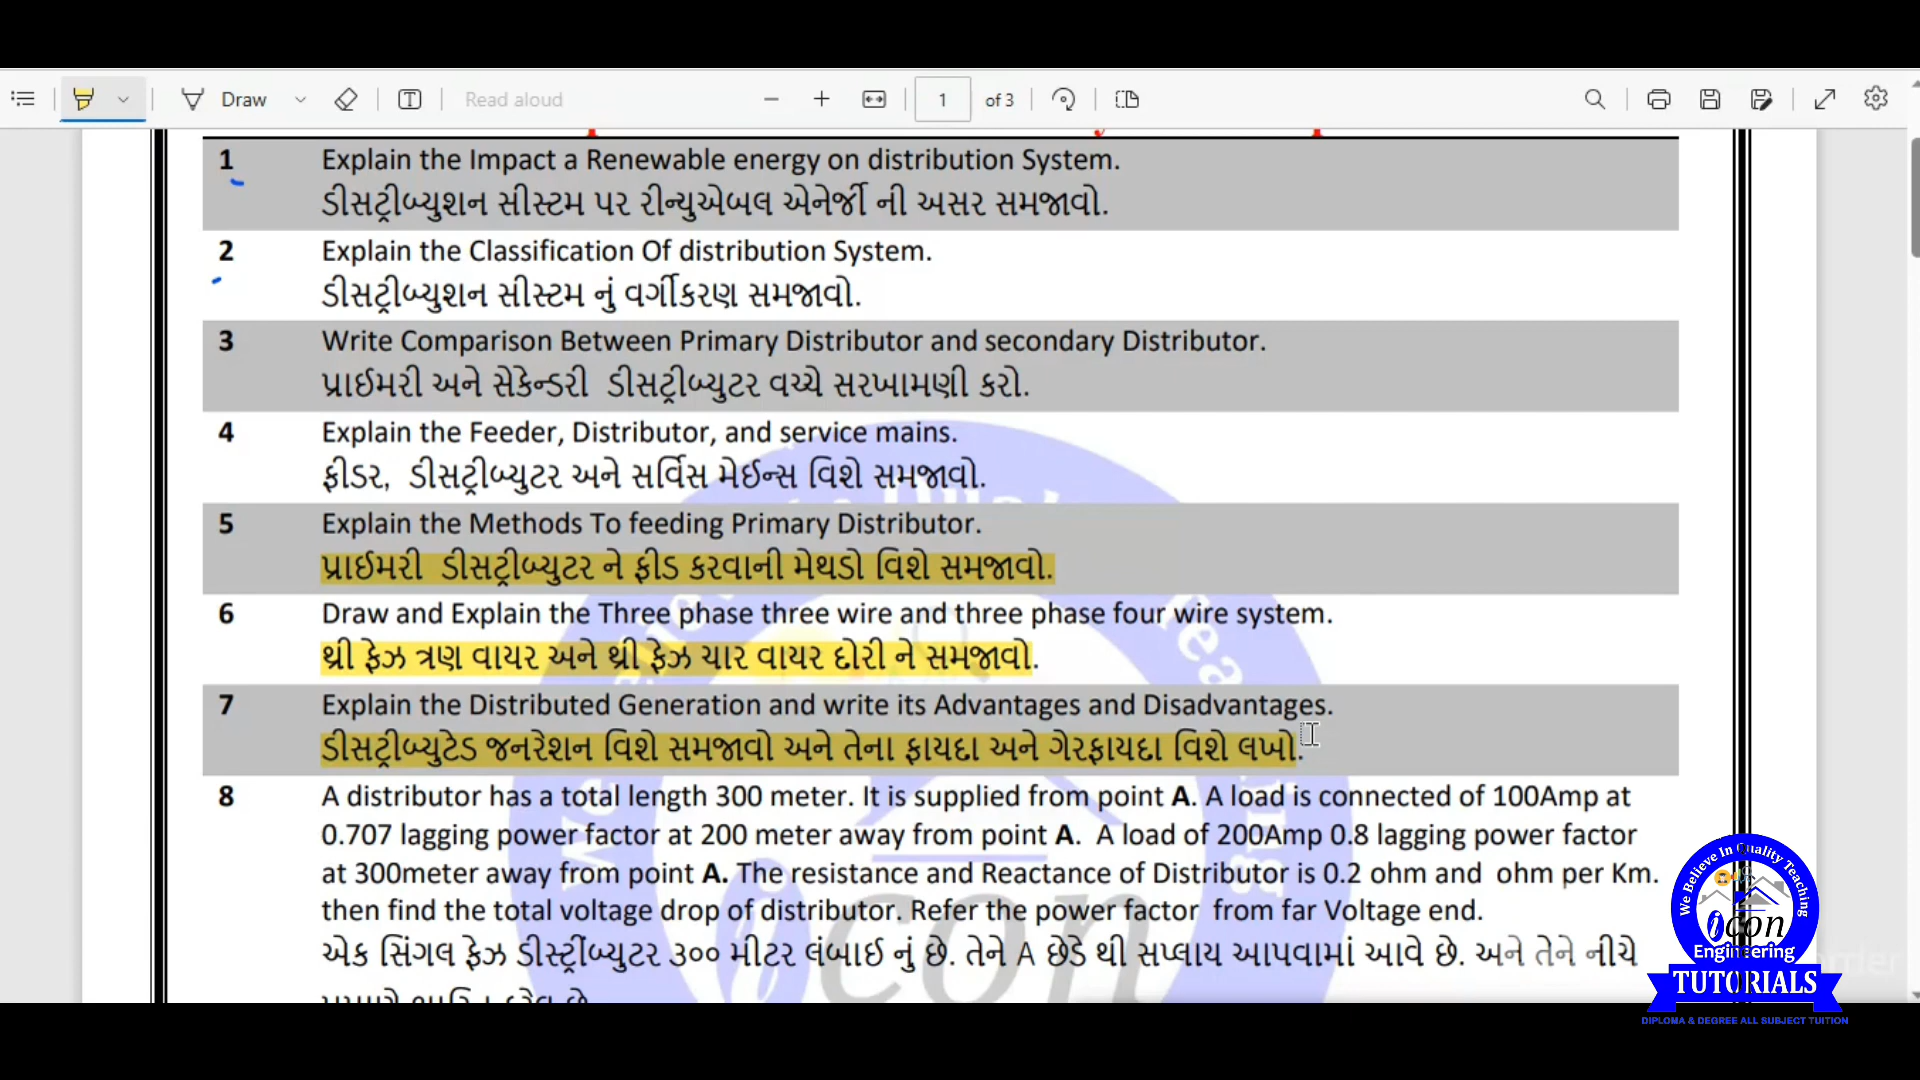 Draw
Read aloud
1
of 3
1 Explain the Impact a Renewable energy on distribution System.
ડીસટ્રીબ્યુશન સીસ્ટમ પર રીન્યુએબલ એનેર્જી ની અસર સમજાવો.
2 Explain the Classification Of distribution System.
ડીસટ્રીબ્યુશન સીસ્ટમ નું વર્ગીકરણ સમજાવો.
3 Write Comparison Between Primary Distributor and secondary Distributor.
પ્રાઈમરી અને સેકેન્ડરી ડીસટ્રીબ્યુટર વચ્ચે સરખામણી કરો.
4 Explain the Feeder, Distributor, and service mains.
ફીડર, ડીસટ્રીબ્યુટર અને સર્વિસ મેઈન્સ વિશે સમજાવો.
5 Explain the Methods To feeding Primary Distributor.
પ્રાઈમરી ડીસટ્રીબ્યુટર ને ફીડ કરવાની મેથડો વિશે સમજાવો.
6 Draw and Explain the Three phase three wire and three phase four wire system.
થ્રી ફેઝ ત્રણ વાયર અને થ્રી ફેઝ ચાર વાયર દોરી ને સમજાવો.
7 Explain the Distributed Generation and write its Advantages and Disadvantages.
ડીસટ્રીબ્યુટેડ જનરેશન વિશે સમજાવો અને તેના ફાયદા અને ગેરફાયદા વિશે લખો.
8 A distributor has a total length 300 meter. It is supplied from point A. A load is connected of 100Amp at
0.707 lagging power factor at 200 meter away from point A. A load of 200Amp 0.8 lagging power factor
at 300meter away from point A. The resistance and Reactance of Distributor is 0.2 ohm and ohm per Km.
then find the total voltage drop of distributor. Refer the power factor from far Voltage end.
એક સિંગલ ફેઝ ડીસ્ટ્રીંબ્યુટર ૩૦૦ મીટર લંબાઈ નું છે. તેને A છેડે થી સપ્લાય આપવામાં આવે છે. અને તેને નીચે
We Believe In Quality Teaching
icon
Engineering
TUTORIALS
DIPLOMA & DEGREE ALL SUBJECT TUITION